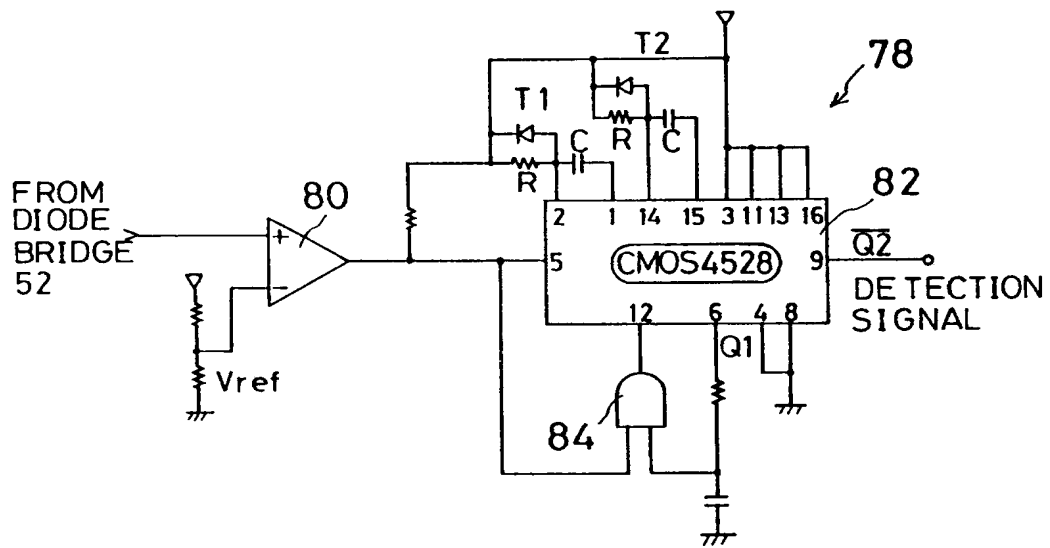 T2
78
T1
R
C
C
R
FROM
DIODE
BRIDGE
52
80
2
1
14
15
3
11
13
16
82
5
CMOS4528
9
Q2
DETECTION
SIGNAL
12
6
4
8
Q1
Vref
84
+
−